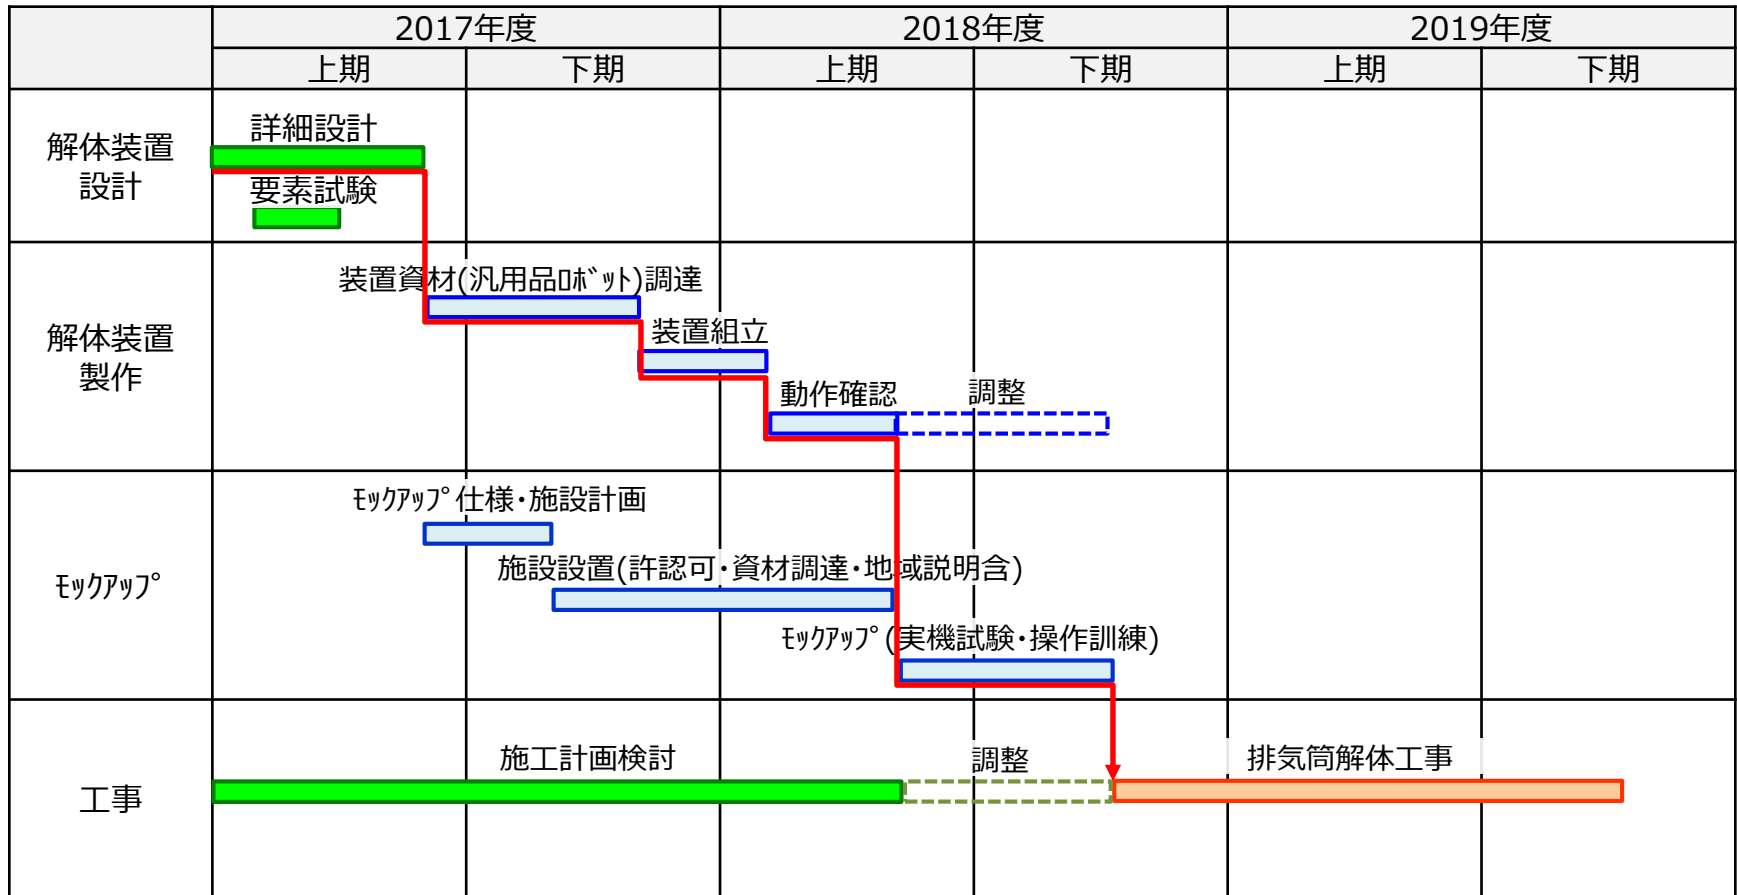 2017年度 2018年度 2019年度
上期 下期 上期 下期 上期 下期
解体装置
設計
詳細設計
要素試験
解体装置
製作
装置資材(汎用品ﾛﾎﾞｯﾄ)調達
装置組立
動作確認 調整
ﾓｯｸｱｯﾌﾟ
ﾓｯｸｱｯﾌﾟ仕様・施設計画
施設設置(許認可・資材調達・地域説明含)
ﾓｯｸｱｯﾌﾟ(実機試験・操作訓練)
工事
施工計画検討 調整 排気筒解体工事